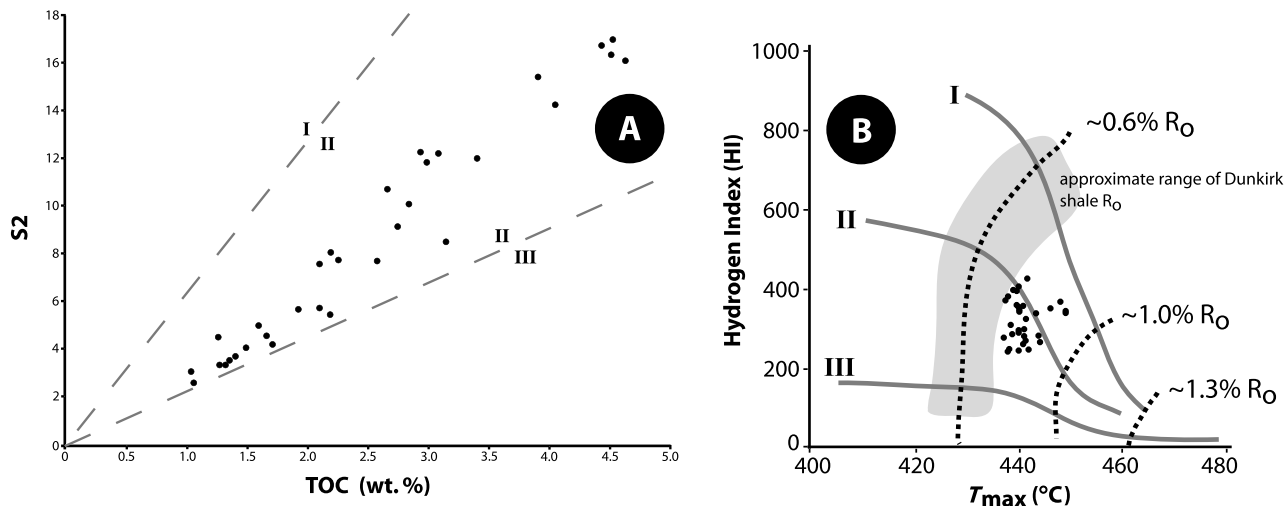 18
16
14
12
10
8
6
4
2
0
S2
I
II
II
III
A
0
0.5
1.0
1.5
2.0
2.5
3.0
3.5
4.0
4.5
5.0
TOC (wt. %)
1000
800
600
400
200
0
Hydrogen Index (HI)
B
I
II
III
~0.6% RO
approximate range of Dunkirk
shale RO
~1.0% RO
~1.3% RO
400
420
440
460
480
Tmax (°C)